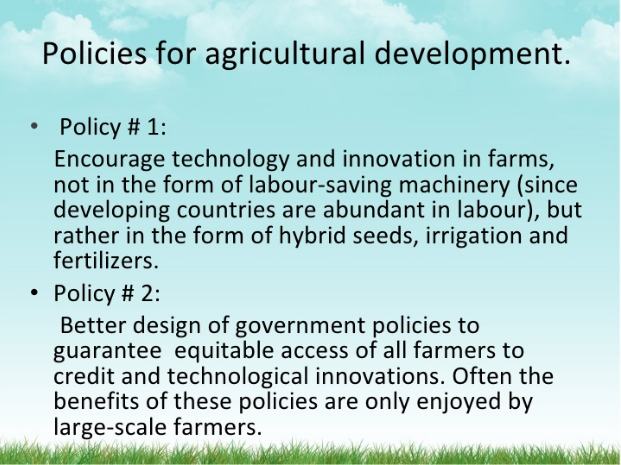 Policies for agricultural development.
• Policy # 1:
Encourage technology and innovation in farms,
not in the form of labour-saving machinery (since
developing countries are abundant in labour), but
rather in the form of hybrid seeds, irrigation and
fertilizers.
• Policy # 2:
Better design of government policies to
guarantee equitable access of all farmers to
credit and technological innovations. Often the
benefits of these policies are only enjoyed by
large-scale farmers.